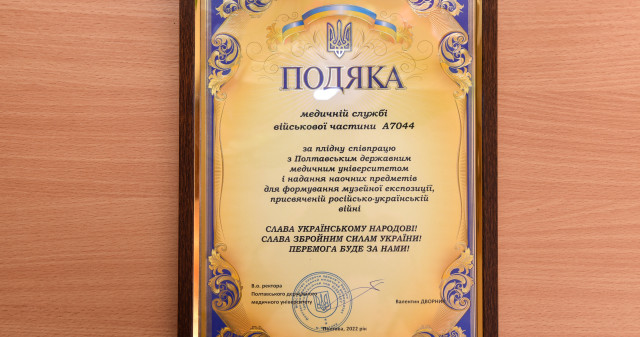 ПОДЯКА
медичній службі
військової частини А7044
за плідну співпрацю
з Полтавським державним
медичним університетом
і надання наочних предметів
для формування музейної експозиції,
присвяченій російсько-українській
війні
СЛАВА УКРАЇНСЬКОМУ НАРОДОВІ!
СЛАВА ЗБРОЙНИМ СИЛАМ УКРАЇНИ!
ПЕРЕМОГА БУДЕ ЗА НАМИ!
В.о. ректора
Полтавського державного
медичного університету Валентин ДВОРНИК
Полтава, 2022 рік